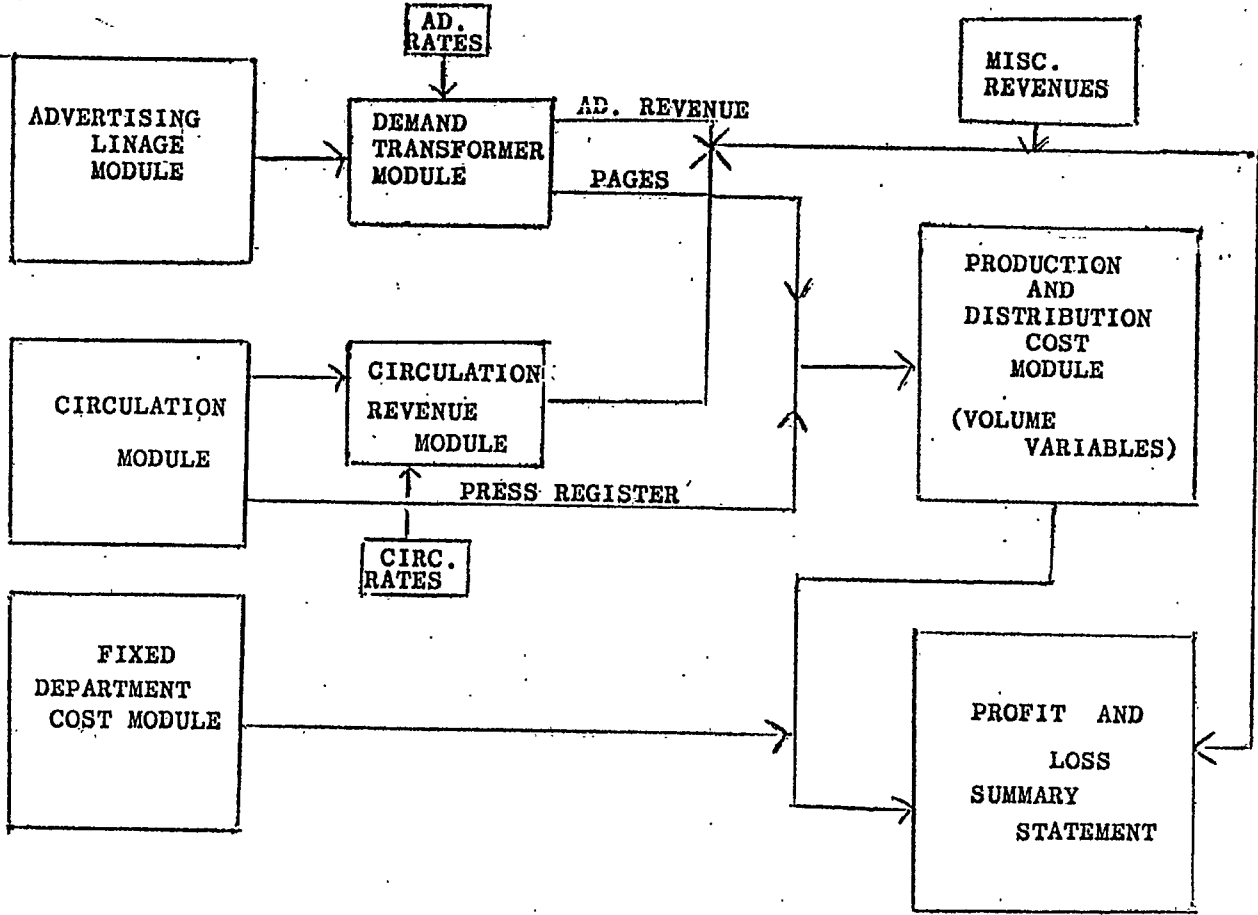 AD.
RATES
MISC.
REVENUES
ADVERTISING
LINAGE
MODULE
DEMAND
TRANSFORMER
MODULE
AD. REVENUE
PAGES
PRODUCTION
AND
DISTRIBUTION
COST
MODULE
(VOLUME
VARIABLES)
CIRCULATION
MODULE
CIRCULATION
REVENUE
MODULE
PRESS REGISTER
CIRC.
RATES
FIXED
DEPARTMENT
COST MODULE
PROFIT AND
LOSS
SUMMARY
STATEMENT